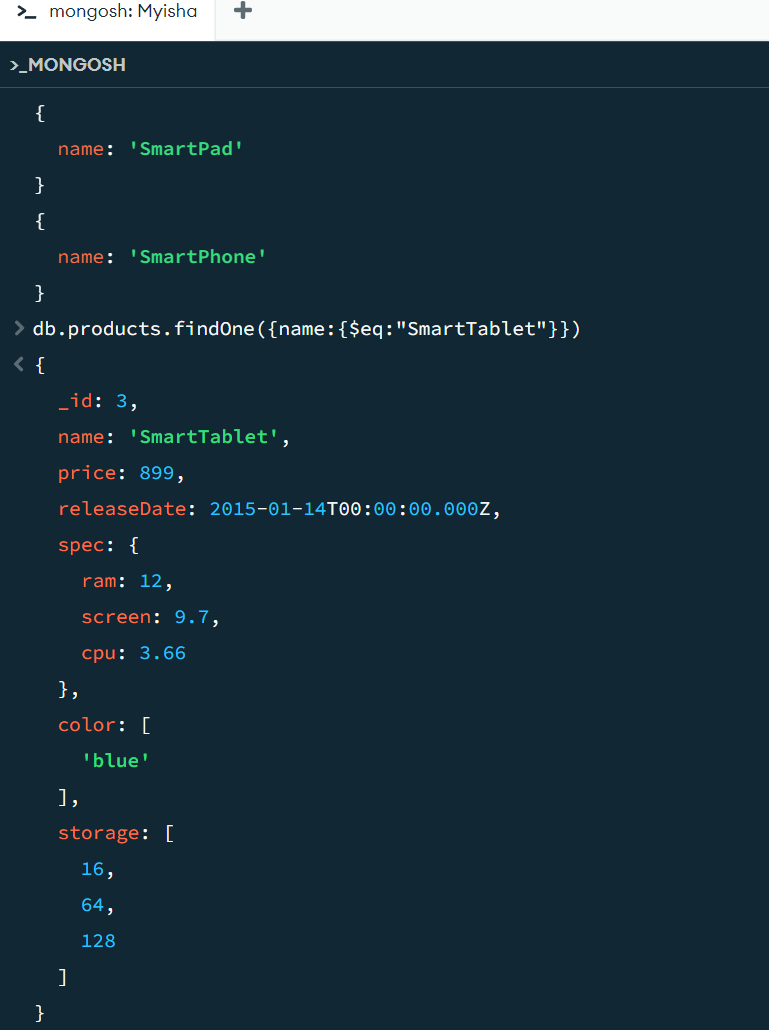 >_ mongosh: Myisha +
>_MONGOSH
{
name: 'SmartPad'
}
{
name: 'SmartPhone'
}
> db.products.findOne({name:{$eq:"SmartTablet"}})
< {
_id: 3,
name: 'SmartTablet',
price: 899,
releaseDate: 2015-01-14T00:00:00.000Z,
spec: {
ram: 12,
screen: 9.7,
cpu: 3.66
},
color: [
'blue'
],
storage: [
16,
64,
128
]
}